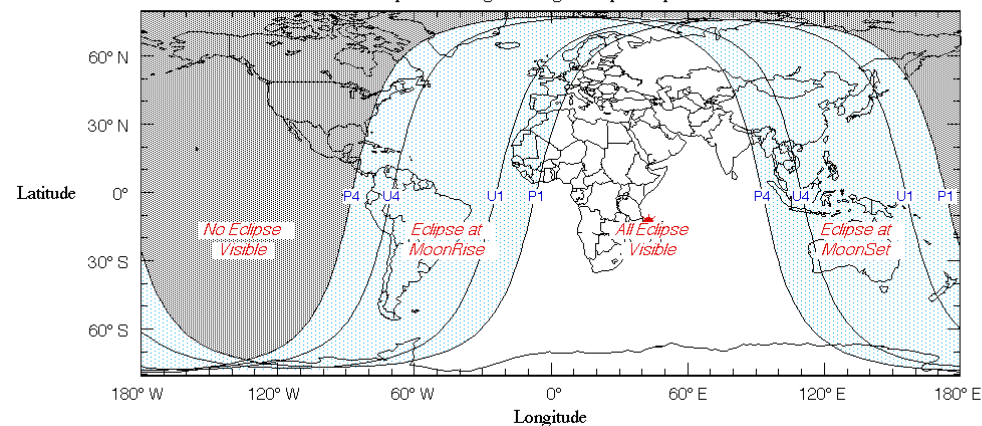 60° N
30° N
Latitude
0°
P4
U4
U1
P1
P4
U4
U1
P1
No Eclipse
Visible
Eclipse at
MoonRise
All Eclipse
Visible
Eclipse at
MoonSet
30° S
60° S
180° W
120° W
60° W
0°
60° E
120° E
180° E
Longitude